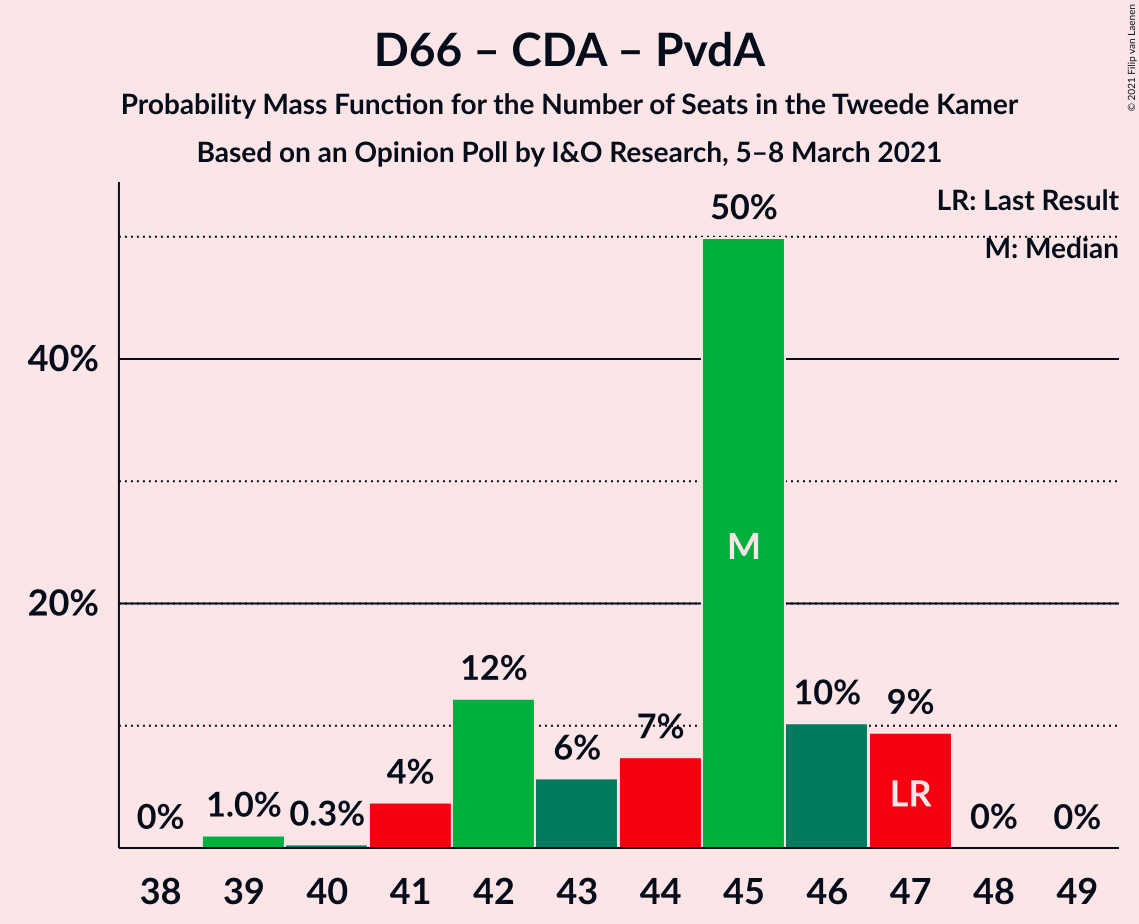 D66 – CDA – PvdA
Probability Mass Function for the Number of Seats in the Tweede Kamer
Based on an Opinion Poll by I&O Research, 5–8 March 2021
© 2021 Filip van Laenen
LR: Last Result
M: Median
50%
40%
20%
M
12%
10%
9%
7%
6%
4%
LR
0%
1.0%
0.3%
0%
0%
38 39 40 41 42 43 44 45 46 47 48 49